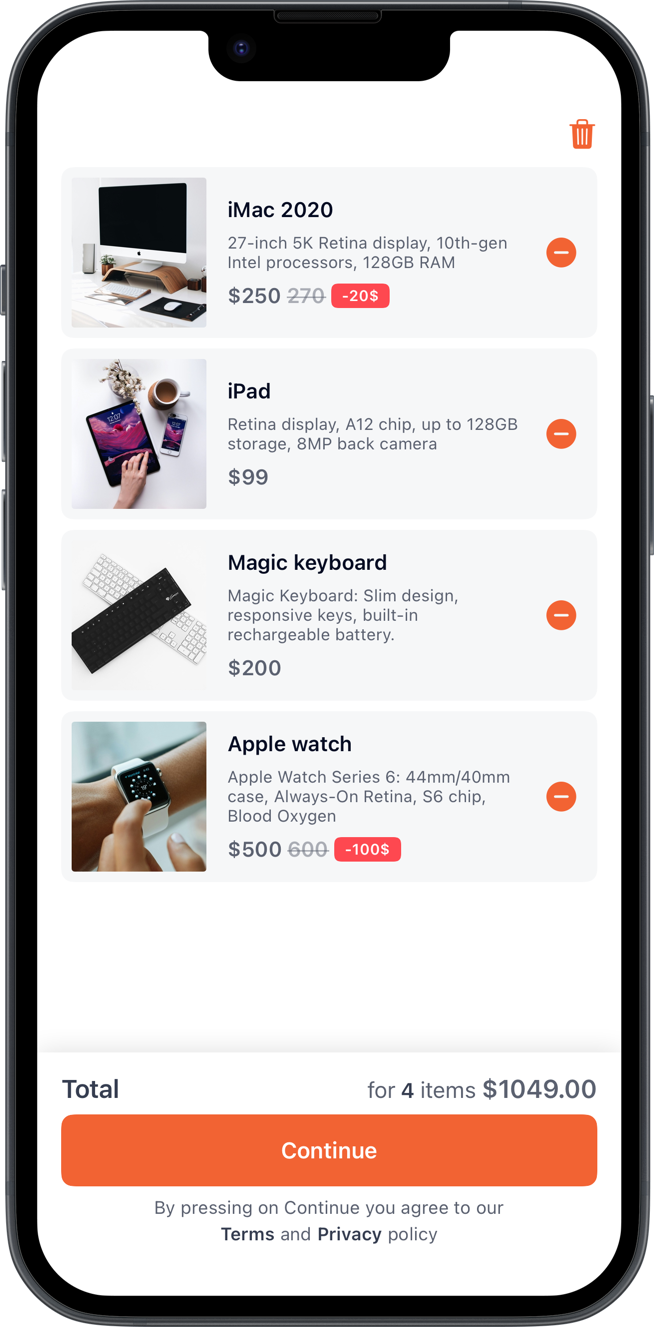 iMac 2020
27-inch 5K Retina display, 10th-gen
Intel processors, 128GB RAM
$250 270 -20$
iPad
Retina display, A12 chip, up to 128GB
storage, 8MP back camera
$99
Magic keyboard
Magic Keyboard: Slim design,
responsive keys, built-in
rechargeable battery.
$200
Apple watch
Apple Watch Series 6: 44mm/40mm
case, Always-On Retina, S6 chip,
Blood Oxygen
$500 600 -100$
Total for 4 items $1049.00
Continue
By pressing on Continue you agree to our
Terms and Privacy policy